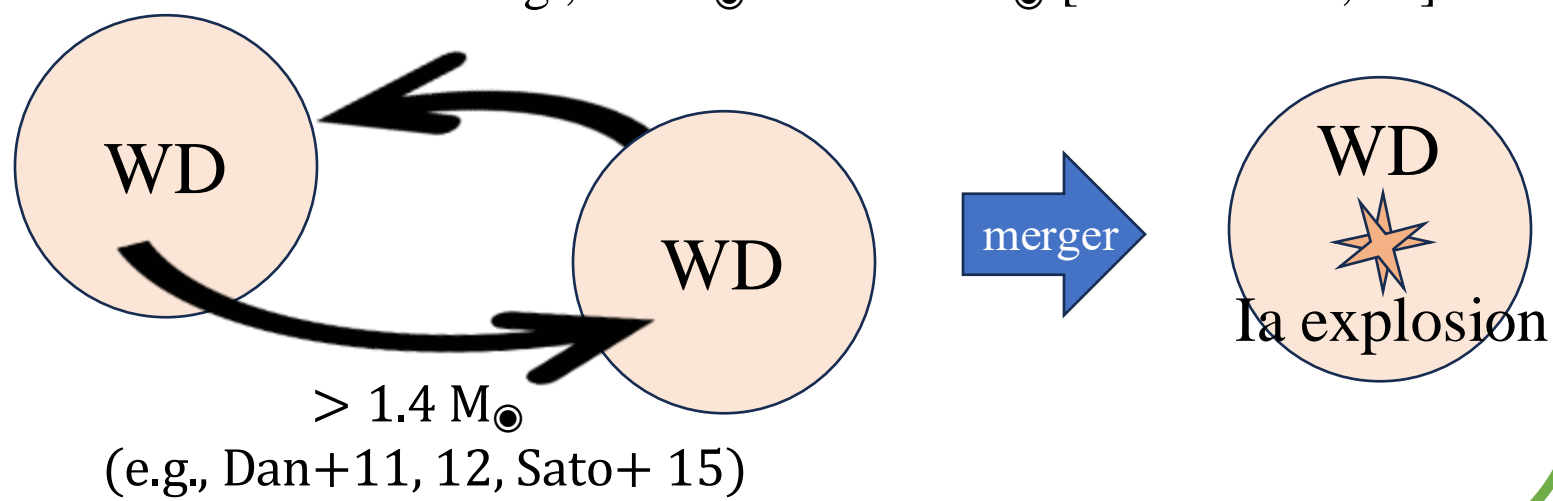 WD
WD
merger
WD
Ia explosion
> 1.4 M◉
(e.g., Dan+11, 12, Sato+ 15)